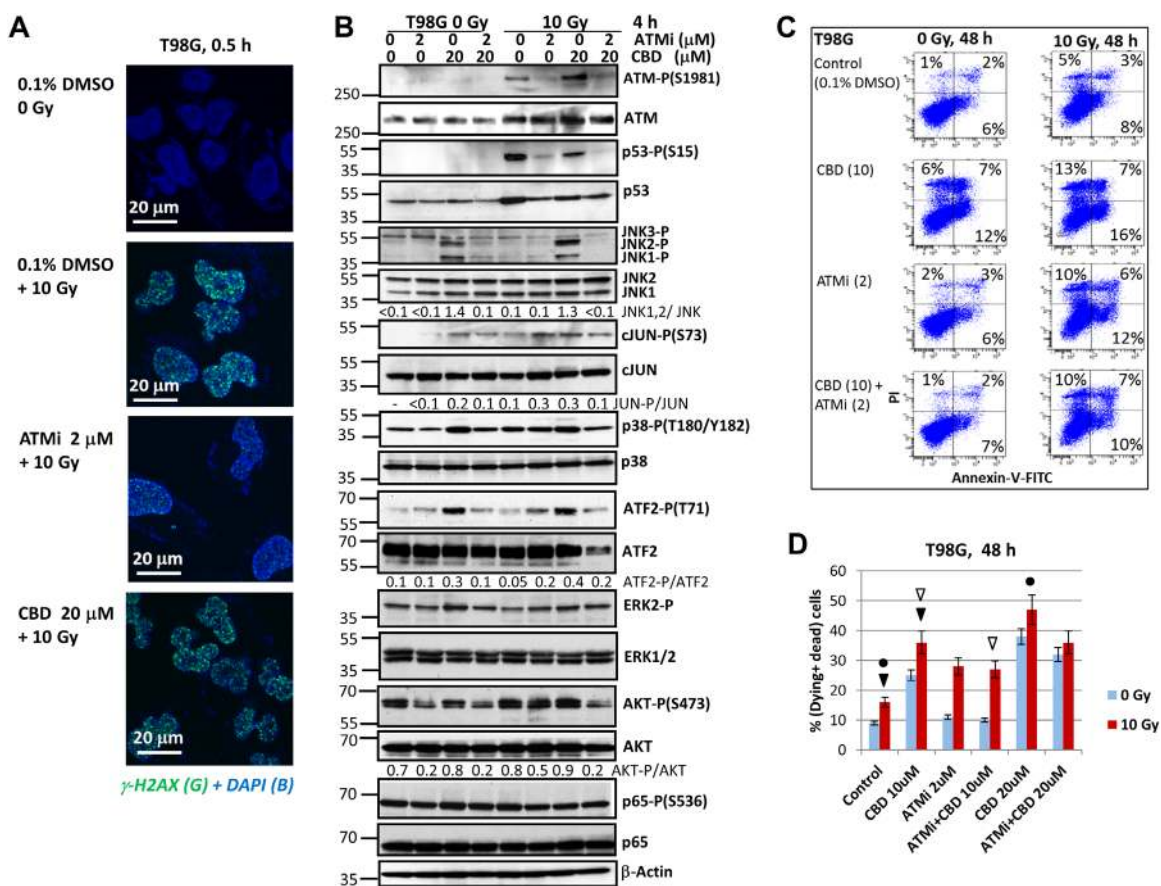 A
T98G, 0.5 h
0.1% DMSO
0 Gy
20 μm
0.1% DMSO
+ 10 Gy
20 μm
ATMi 2 μM
+ 10 Gy
20 μm
CBD 20 μM
+ 10 Gy
20 μm
γ-H2AX (G) + DAPI (B)
B
T98G 0 Gy 10 Gy 4 h
0 2 0 2 0 2 0 2 ATMi (μM)
0 0 20 20 0 0 20 20 CBD (μM)
250 ATM-P(S1981)
250 ATM
55 p53-P(S15)
35
55 p53
35
JNK3-P
55 JNK2-P
35 JNK1-P
55 JNK2
35 JNK1
<0.1 <0.1 1.4 0.1 0.1 0.1 1.3 <0.1 JNK1,2/ JNK
55 cJUN-P(S73)
35
55 cJUN
35
- <0.1 0.2 0.1 0.1 0.3 0.3 0.1 JUN-P/JUN
55 p38-P(T180/Y182)
35
55 p38
35
70 ATF2-P(T71)
55
70 ATF2
55
0.1 0.1 0.3 0.1 0.05 0.2 0.4 0.2 ATF2-P/ATF2
55 ERK2-P
35
55 ERK1/2
35
70 AKT-P(S473)
55
70 AKT
0.7 0.2 0.8 0.2 0.8 0.5 0.9 0.2 AKT-P/AKT
70 p65-P(S536)
70 p65
35 β-Actin
C
T98G 0 Gy, 48 h 10 Gy, 48 h
Control
(0.1% DMSO)
1% 2% 5% 3%
6% 8%
CBD (10)
6% 7% 13% 7%
12% 16%
ATMi (2)
2% 3% 10% 6%
6% 12%
CBD (10) +
ATMi (2)
PI
1% 2% 10% 7%
7% 10%
Annexin-V-FITC
D
T98G, 48 h
% (Dying+ dead) cells
60
50
40
30
20
10
0
Control
CBD 10uM
ATMi 2uM
ATMi+CBD 10uM
CBD 20uM
ATMi+CBD 20uM
0 Gy
10 Gy